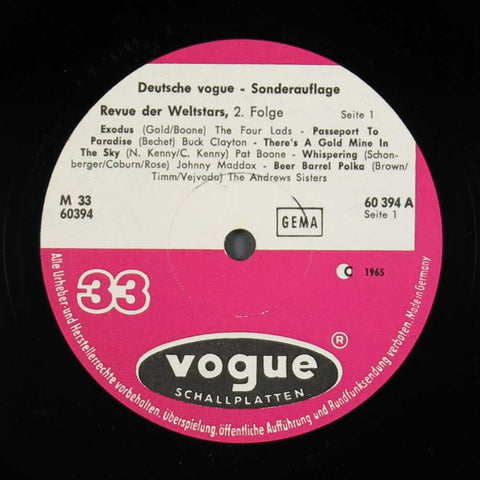 Deutsche vogue - Sonderauflage
Revue der Weltstars, 2. Folge Seite 1
Exodus (Gold/Boone) The Four Lads - Passeport To
Paradise (Bechet) Buck Clayton - There's A Gold Mine In
The Sky (N. Kenny/C. Kenny) Pat Boone - Whispering (Schon-
berger/Coburn/Rose) Johnny Maddox - Beer Barrel Polka (Brown/
Timm/Vejvoda) The Andrews Sisters
M 33
60394
GEMA
60 394 A
Seite 1
C 1965
33
vogue ®
SCHALLPLATTEN
Alle Urheber-und Herstellerrechte vorbehalten. Überspielung, öffentliche Aufführung und Rundfunksendung verboten. Made in Germany